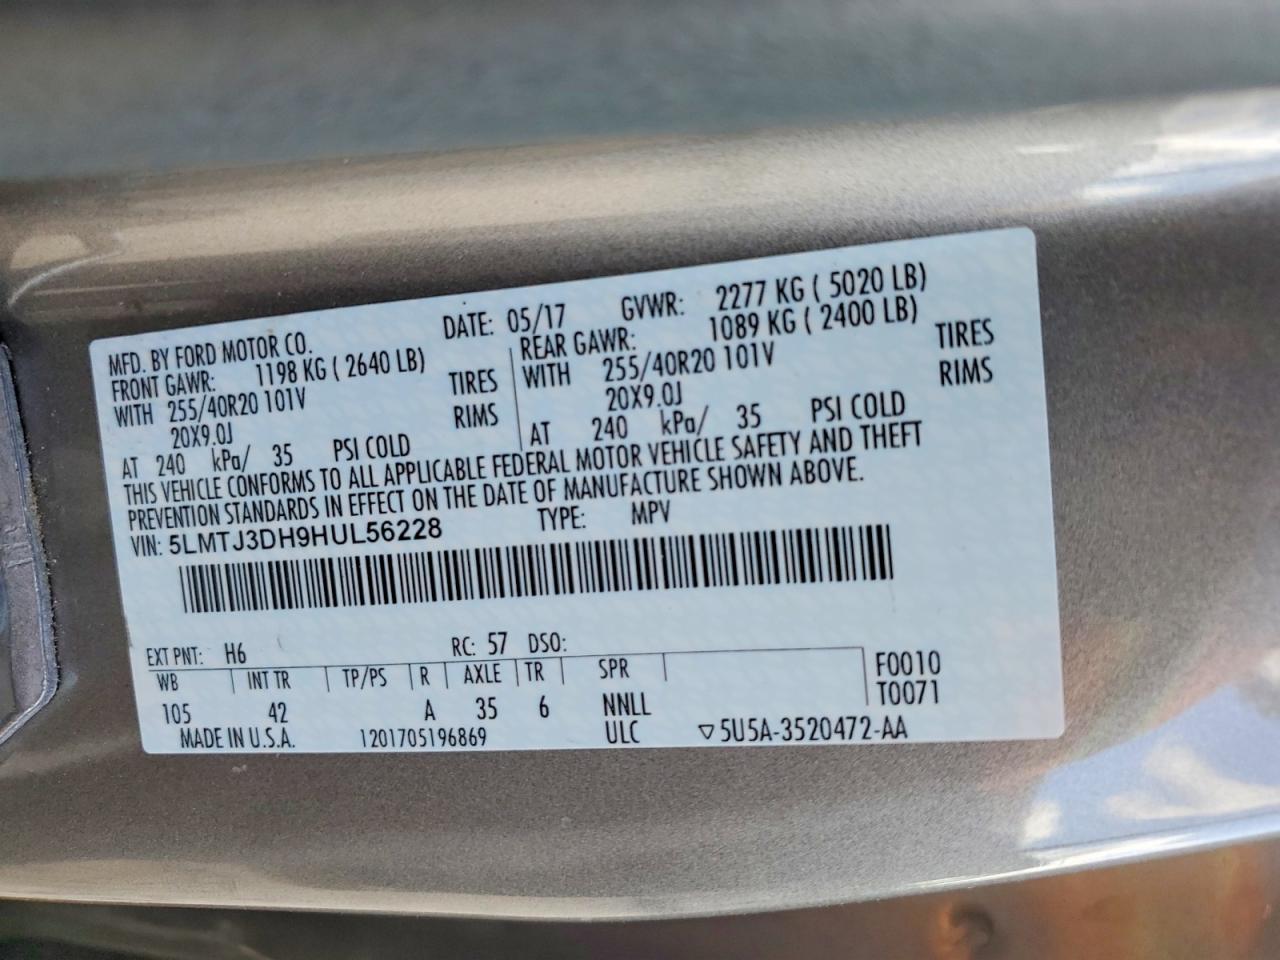 MFD. BY FORD MOTOR CO.
DATE: 05/17 GVWR: 2277 KG ( 5020 LB)
FRONT GAWR: 1198 KG ( 2640 LB) REAR GAWR: 1089 KG ( 2400 LB)
WITH 255/40R20 101V TIRES WITH 255/40R20 101V TIRES
20X9.0J RIMS 20X9.0J RIMS
AT 240 kPa/ 35 PSI COLD AT 240 kPa/ 35 PSI COLD
THIS VEHICLE CONFORMS TO ALL APPLICABLE FEDERAL MOTOR VEHICLE SAFETY AND THEFT
PREVENTION STANDARDS IN EFFECT ON THE DATE OF MANUFACTURE SHOWN ABOVE.
VIN: 5LMTJ3DH9HUL56228 TYPE: MPV
EXT PNT: H6 RC: 57 DSO:
WB INT TR TP/PS R AXLE TR SPR F0010
105 42 A 35 6 NNLL T0071
MADE IN U.S.A. 1201705196869 ULC ▽5U5A-3520472-AA